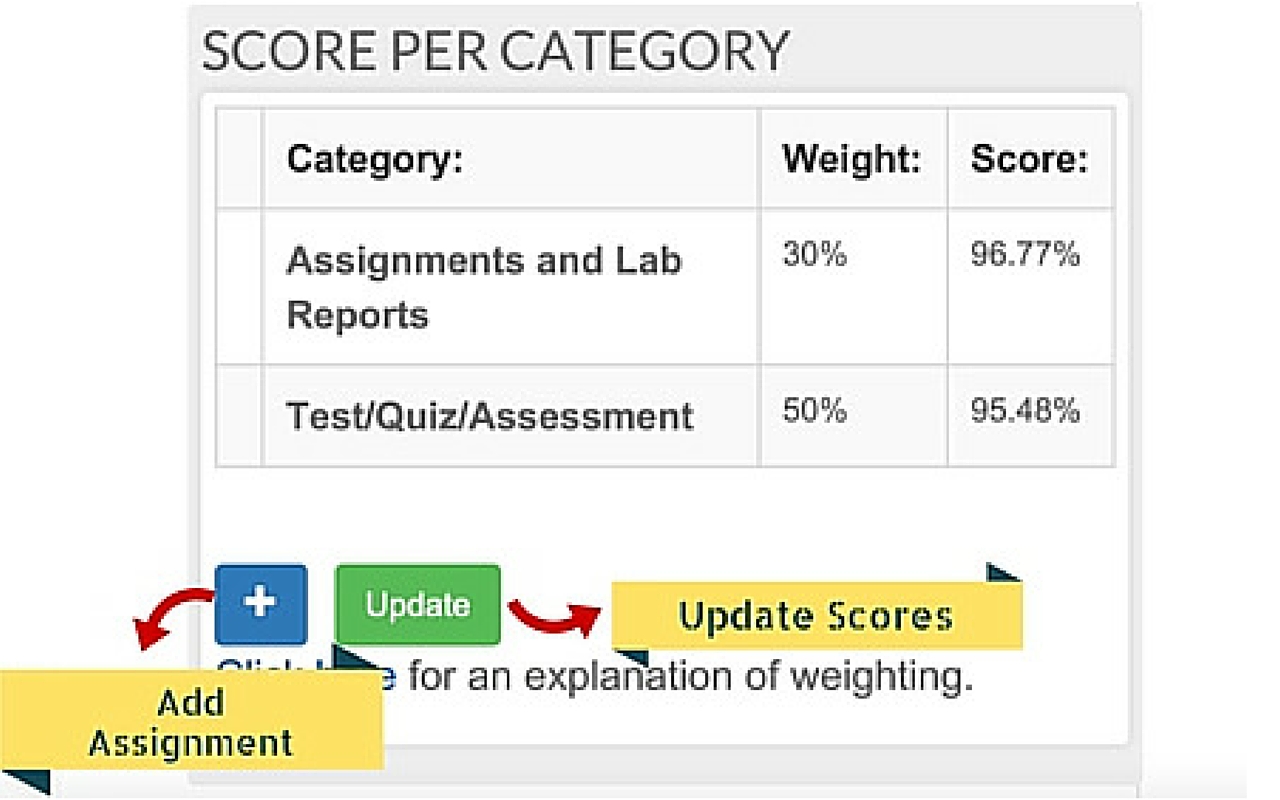 SCORE PER CATEGORY
Category: Weight: Score:
Assignments and Lab 30% 96.77%
Reports
Test/Quiz/Assessment 50% 95.48%
+ Update
Update Scores
for an explanation of weighting.
Add
Assignment